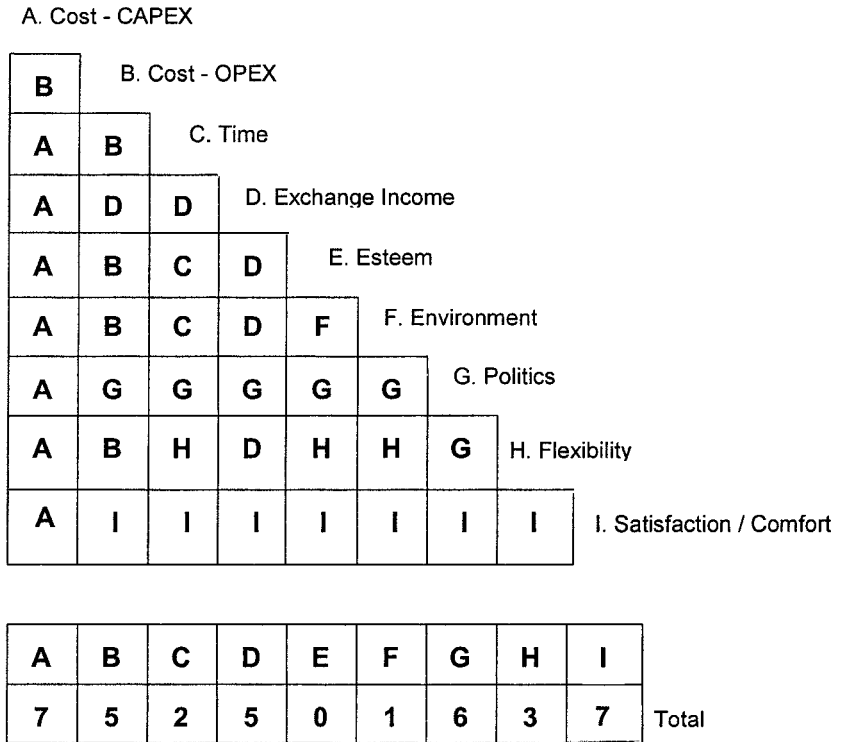 A. Cost - CAPEX
B B. Cost - OPEX
A B C. Time
A D D D. Exchange Income
A B C D E. Esteem
A B C D F F. Environment
A G G G G G G. Politics
A B H D H H G H. Flexibility
A I I I I I I I I. Satisfaction / Comfort
A B C D E F G H I
7 5 2 5 0 1 6 3 7 Total